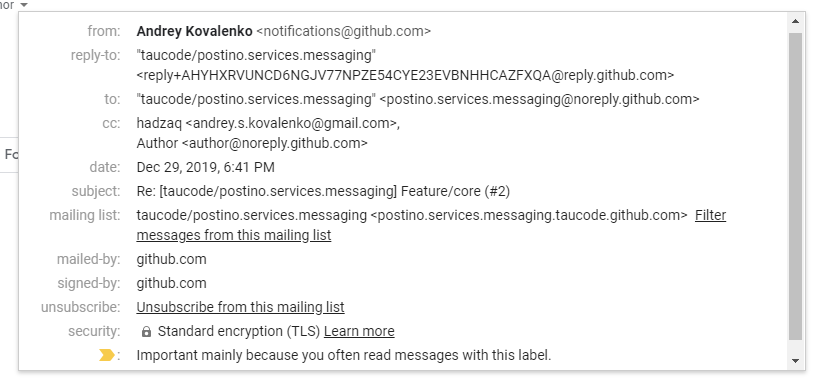 or
from: Andrey Kovalenko <notifications@github.com>
reply-to: "taucode/postino.services.messaging"
<reply+AHYHXRVUNCD6NGJV77NPZE54CYE23EVBNHHCAZFXQA@reply.github.com>
to: "taucode/postino.services.messaging" <postino.services.messaging@noreply.github.com>
cc: hadzaq <andrey.s.kovalenko@gmail.com>,
Author <author@noreply.github.com>
Fo
date: Dec 29, 2019, 6:41 PM
subject: Re: [taucode/postino.services.messaging] Feature/core (#2)
mailing list: taucode/postino.services.messaging <postino.services.messaging.taucode.github.com> Filter
messages from this mailing list
mailed-by: github.com
signed-by: github.com
unsubscribe: Unsubscribe from this mailing list
security: Standard encryption (TLS) Learn more
: Important mainly because you often read messages with this label.